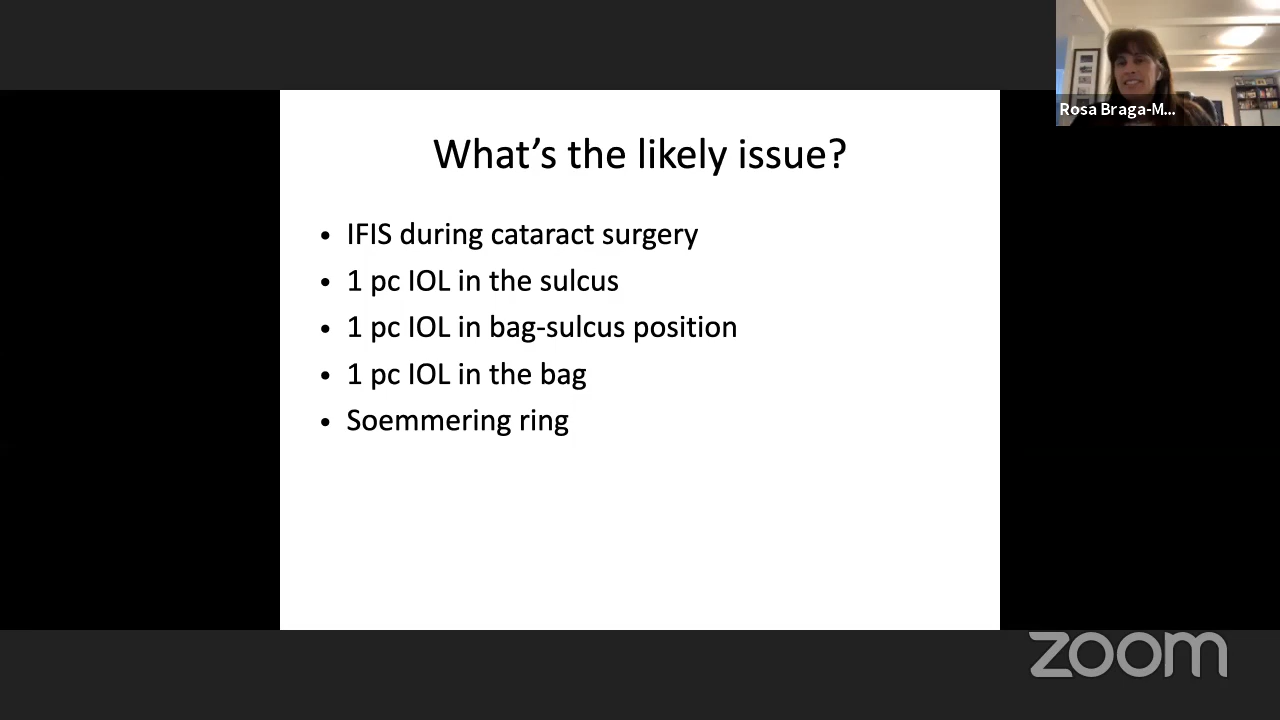 Rosa Braga-M...
What's the likely issue?
• IFIS during cataract surgery
• 1 pc IOL in the sulcus
• 1 pc IOL in bag-sulcus position
• 1 pc IOL in the bag
• Soemmering ring
zoom